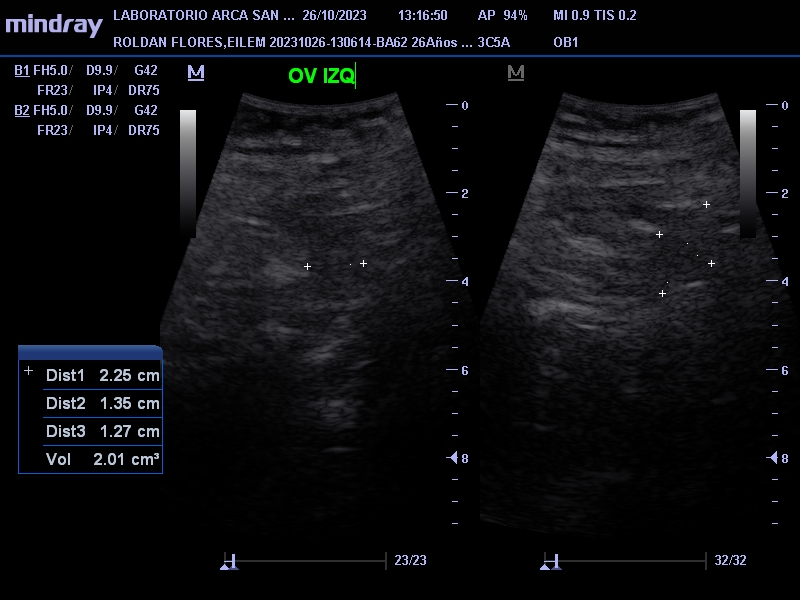 mindray
LABORATORIO ARCA SAN ... 26/10/2023 13:16:50 AP 94% MI 0.9 TIS 0.2
ROLDAN FLORES,EILEM 20231026-130614-BA62 26Años ... 3C5A OB1
B1 FH5.0/ D9.9/ G42
FR23/ IP4/ DR75
B2 FH5.0/ D9.9/ G42
FR23/ IP4/ DR75
M
OV IZQ
M
0
2
4
6
8
0
2
4
6
8
+ Dist1 2.25 cm
Dist2 1.35 cm
Dist3 1.27 cm
Vol 2.01 cm³
23/23
32/32